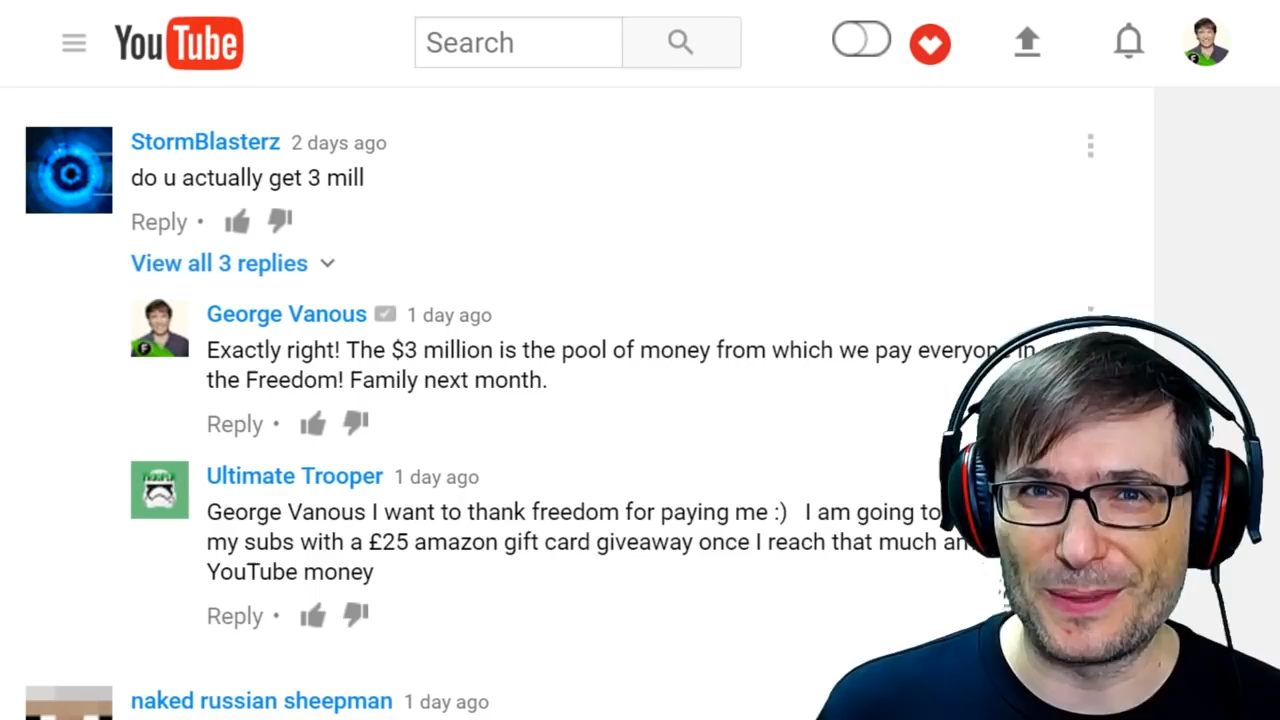 YouTube
Search
StormBlasterz 2 days ago
do u actually get 3 mill
Reply •
View all 3 replies
George Vanous 1 day ago
Exactly right! The $3 million is the pool of money from which we pay everyone in
the Freedom! Family next month.
Reply •
Ultimate Trooper 1 day ago
George Vanous I want to thank freedom for paying me :) I am going to
my subs with a £25 amazon gift card giveaway once I reach that much
YouTube money
Reply •
naked russian sheepman 1 day ago